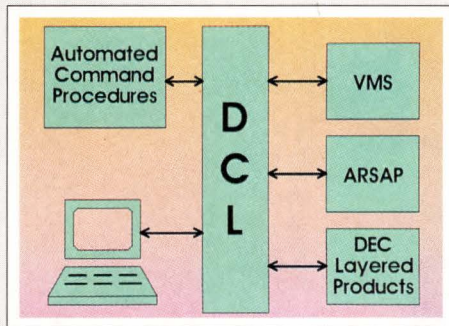 Automated
Command
Procedures
D
C
L
VMS
ARSAP
DEC
Layered
Products